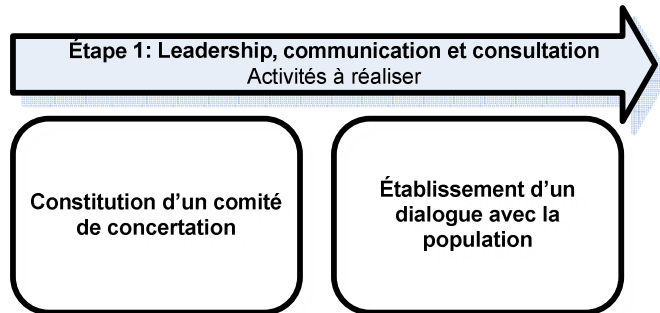 Étape 1: Leadership, communication et consultation
Activités à réaliser
Constitution d’un comité
de concertation
Établissement d’un
dialogue avec la
population